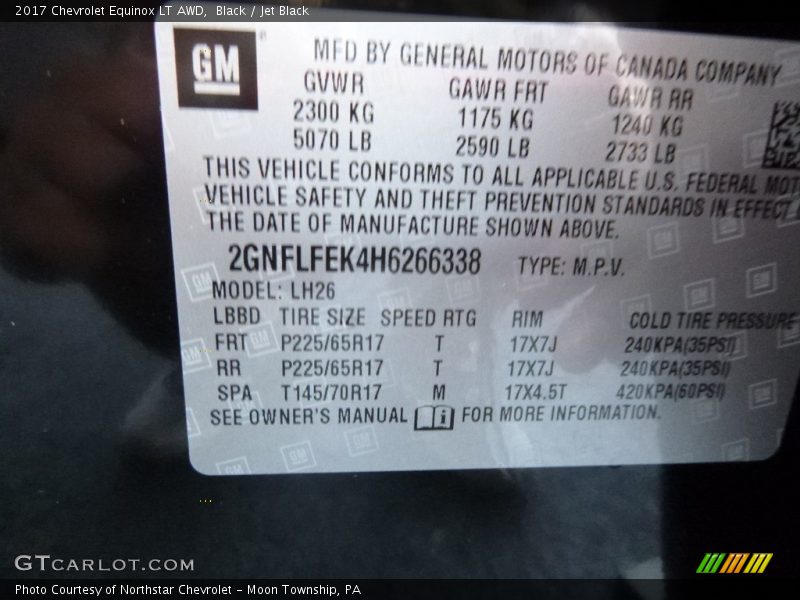 2017 Chevrolet Equinox LT AWD, Black / Jet Black
GM
MFD BY GENERAL MOTORS OF CANADA COMPANY
GVWR GAWR FRT GAWR RR
2300 KG 1175 KG 1240 KG
5070 LB 2590 LB 2733 LB
THIS VEHICLE CONFORMS TO ALL APPLICABLE U.S. FEDERAL MOT
VEHICLE SAFETY AND THEFT PREVENTION STANDARDS IN EFFECT
THE DATE OF MANUFACTURE SHOWN ABOVE.
2GNFLFEK4H6266338 TYPE: M.P.V.
MODEL: LH26
LBBD TIRE SIZE SPEED RTG RIM COLD TIRE PRESSURE
FRT P225/65R17 T 17X7J 240KPA(35PSI)
RR P225/65R17 T 17X7J 240KPA(35PSI)
SPA T145/70R17 M 17X4.5T 420KPA(60PSI)
SEE OWNER'S MANUAL FOR MORE INFORMATION.
GTCARLOT.COM
Photo Courtesy of Northstar Chevrolet - Moon Township, PA